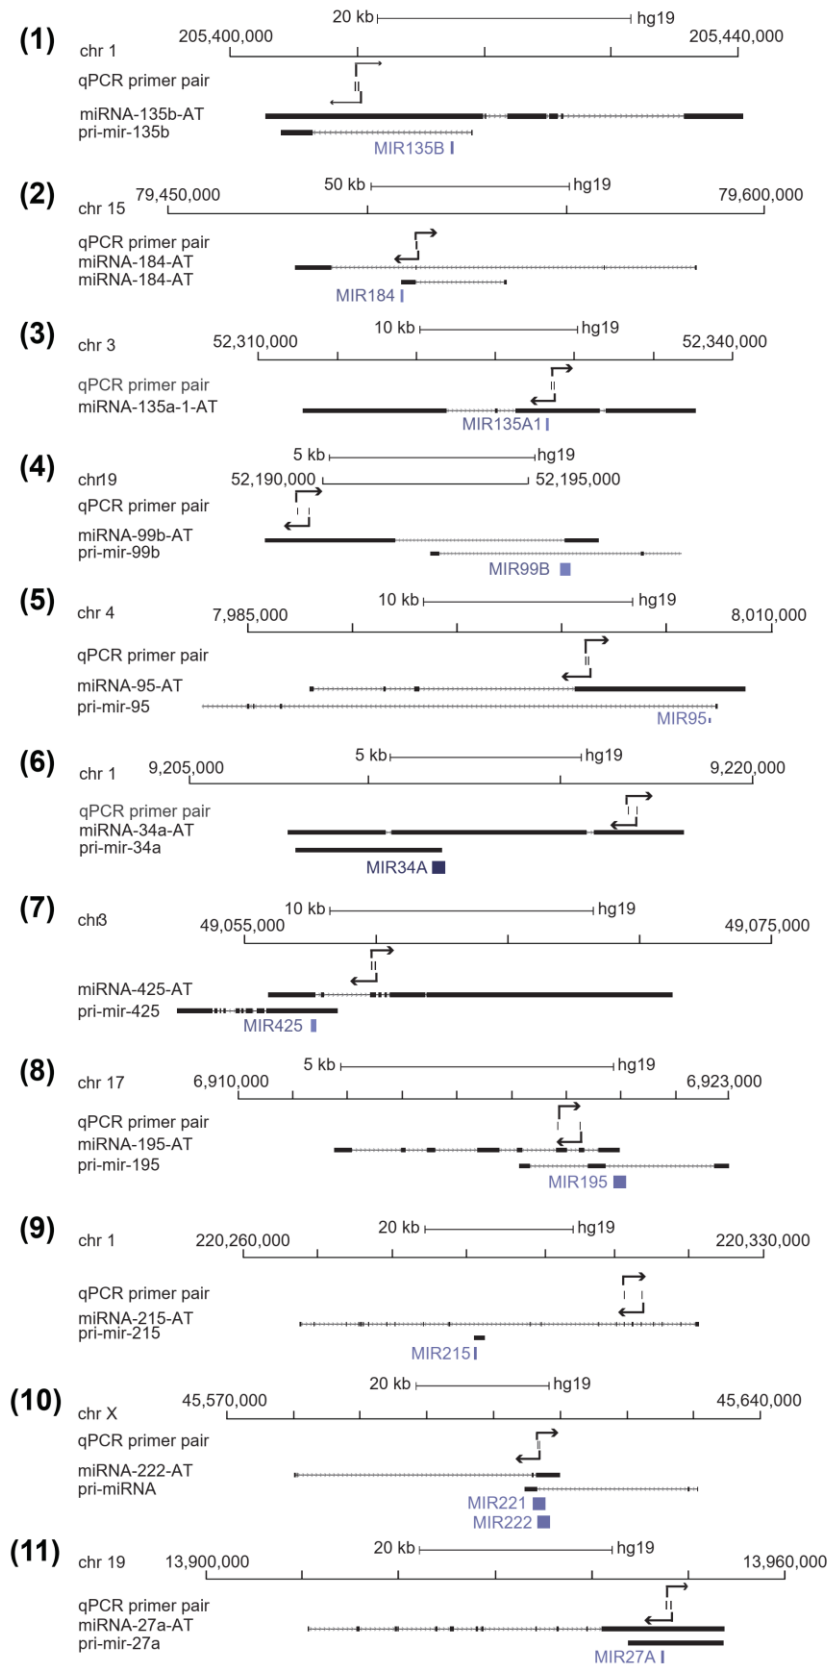 (1)
20 kb hg19
chr 1 205,400,000 205,440,000
qPCR primer pair
miRNA-135b-AT
pri-mir-135b
MIR135B
(2)
50 kb hg19
chr 15 79,450,000 79,600,000
qPCR primer pair
miRNA-184-AT
miRNA-184-AT
MIR184
(3)
10 kb hg19
chr 3 52,310,000 52,340,000
qPCR primer pair
miRNA-135a-1-AT
MIR135A1
(4)
5 kb hg19
chr19 52,190,000 52,195,000
qPCR primer pair
miRNA-99b-AT
pri-mir-99b
MIR99B
(5)
10 kb hg19
chr 4 7,985,000 8,010,000
qPCR primer pair
miRNA-95-AT
pri-mir-95
MIR95
(6)
5 kb hg19
chr 1 9,205,000 9,220,000
qPCR primer pair
miRNA-34a-AT
pri-mir-34a
MIR34A
(7)
10 kb hg19
chr3 49,055,000 49,075,000
qPCR primer pair
miRNA-425-AT
pri-mir-425
MIR425
(8)
5 kb hg19
chr 17 6,910,000 6,923,000
qPCR primer pair
miRNA-195-AT
pri-mir-195
MIR195
(9)
20 kb hg19
chr 1 220,260,000 220,330,000
qPCR primer pair
miRNA-215-AT
pri-mir-215
MIR215
(10)
20 kb hg19
chr X 45,570,000 45,640,000
qPCR primer pair
miRNA-222-AT
pri-miRNA
MIR221
MIR222
(11)
20 kb hg19
chr 19 13,900,000 13,960,000
qPCR primer pair
miRNA-27a-AT
pri-mir-27a
MIR27A